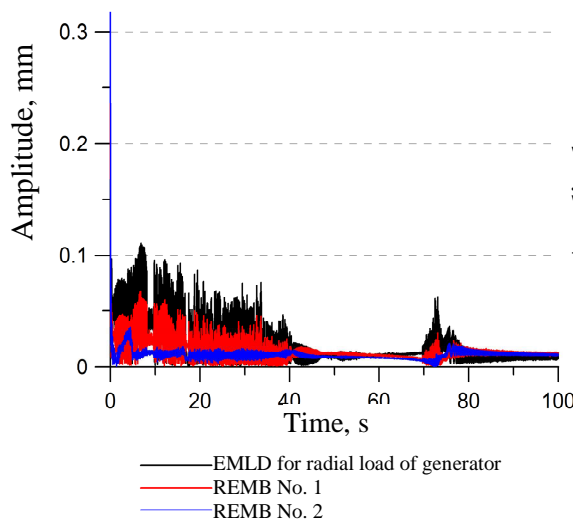 0.3
0.2
0.1
0
Amplitude, mm
0 20 40 60 80 100
Time, s
EMLD for radial load of generator
REMB No. 1
REMB No. 2